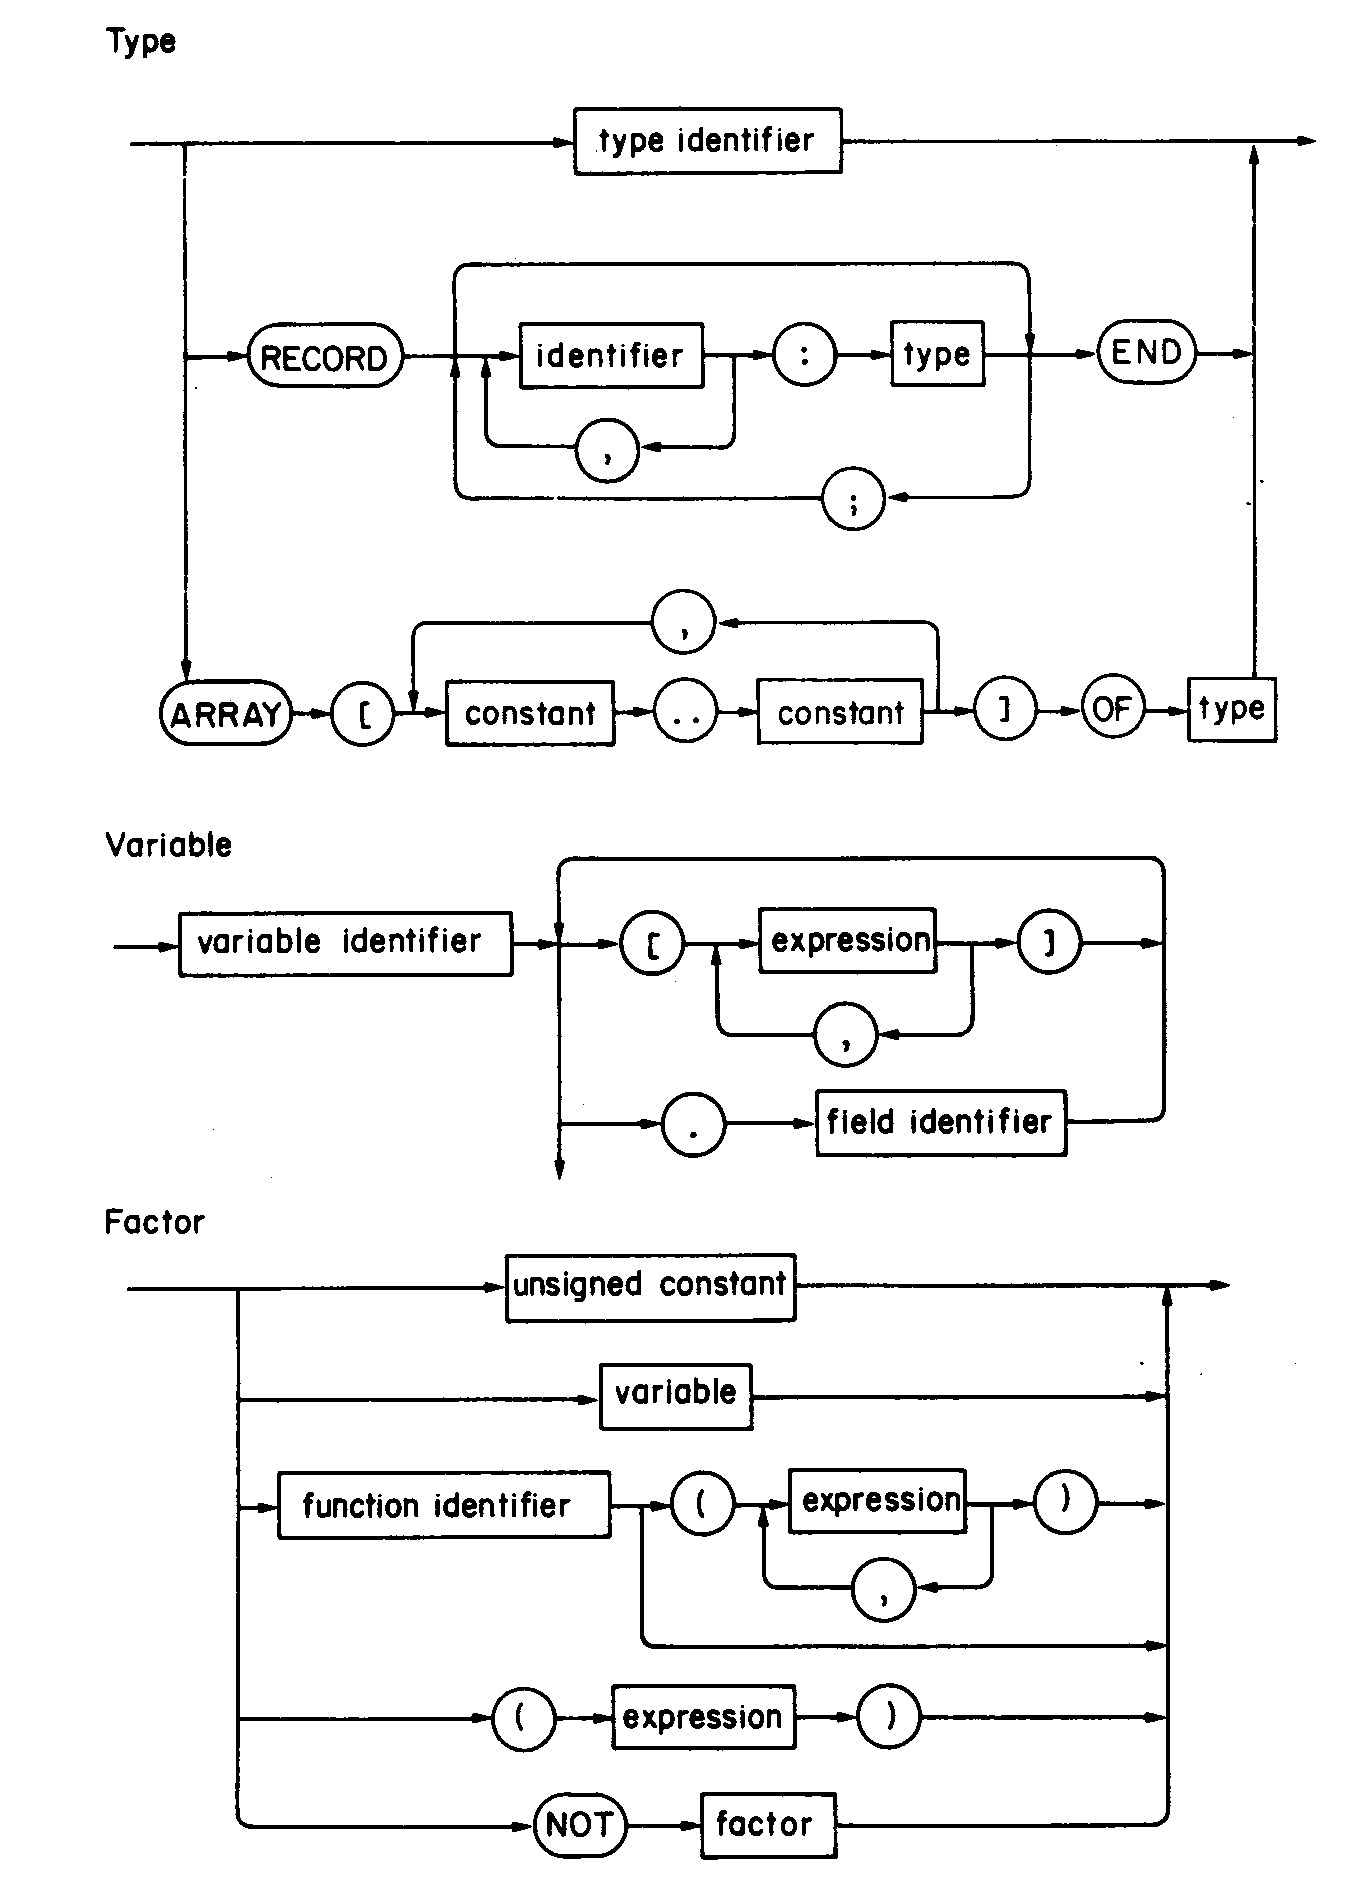 Type
type identifier
RECORD identifier : type END
,
;
,
ARRAY [ constant .. constant ] OF type
Variable
variable identifier [ expression ]
,
. field identifier
Factor
unsigned constant
variable
function identifier ( expression )
,
( expression )
NOT factor